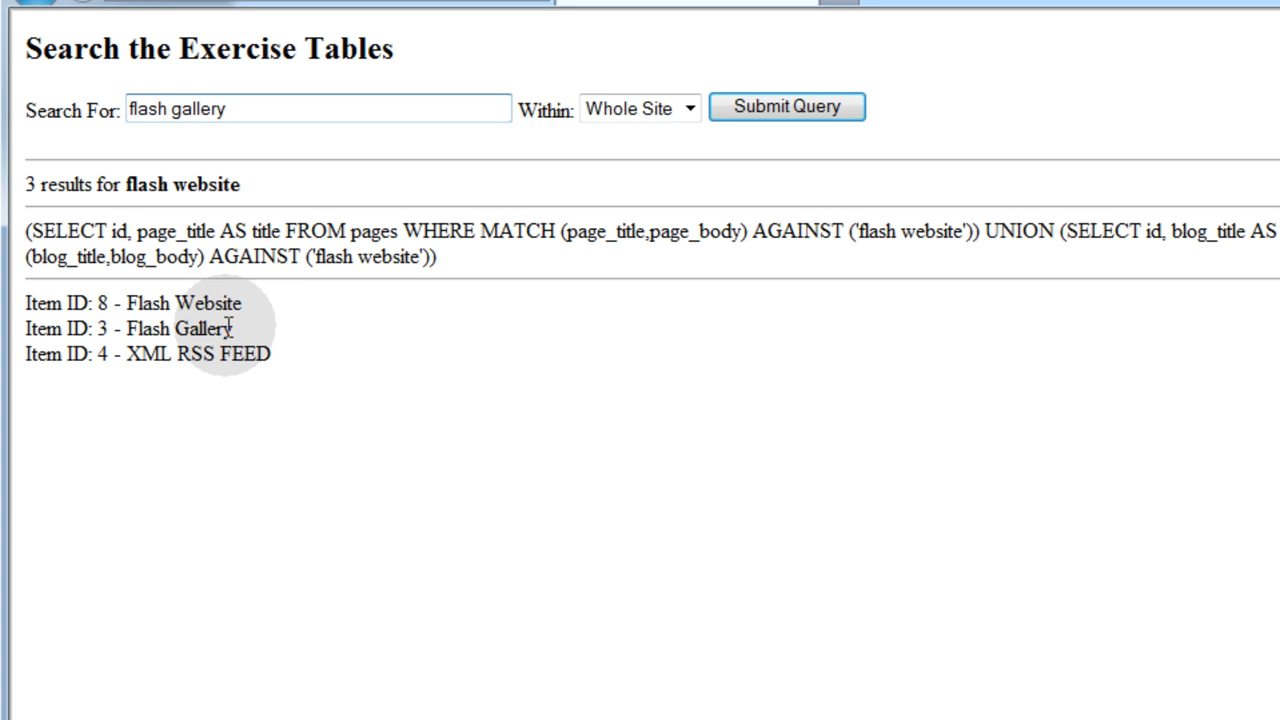 Search the Exercise Tables
Search For: flash gallery Within: Whole Site Submit Query
3 results for flash website
(SELECT id, page_title AS title FROM pages WHERE MATCH (page_title,page_body) AGAINST ('flash website')) UNION (SELECT id, blog_title AS
(blog_title,blog_body) AGAINST ('flash website'))
Item ID: 8 - Flash Website
Item ID: 3 - Flash Gallery
Item ID: 4 - XML RSS FEED